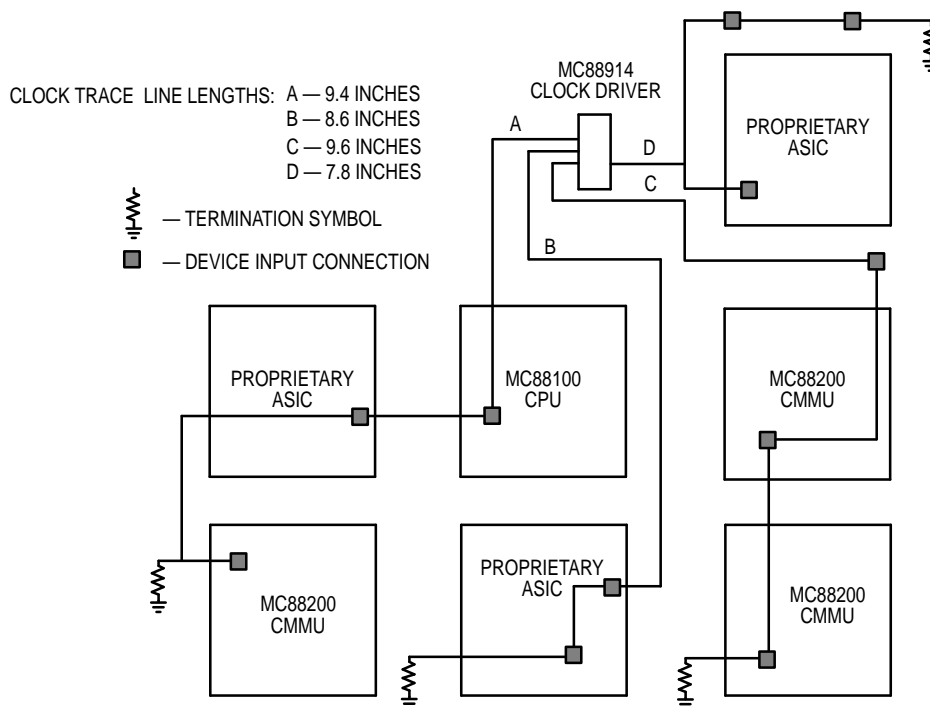 MC88914
CLOCK DRIVER
CLOCK TRACE LINE LENGTHS: A — 9.4 INCHES
B — 8.6 INCHES
C — 9.6 INCHES
D — 7.8 INCHES
A
D
C
B
PROPRIETARY
ASIC
— TERMINATION SYMBOL
— DEVICE INPUT CONNECTION
PROPRIETARY
ASIC
MC88100
CPU
MC88200
CMMU
MC88200
CMMU
PROPRIETARY
ASIC
MC88200
CMMU